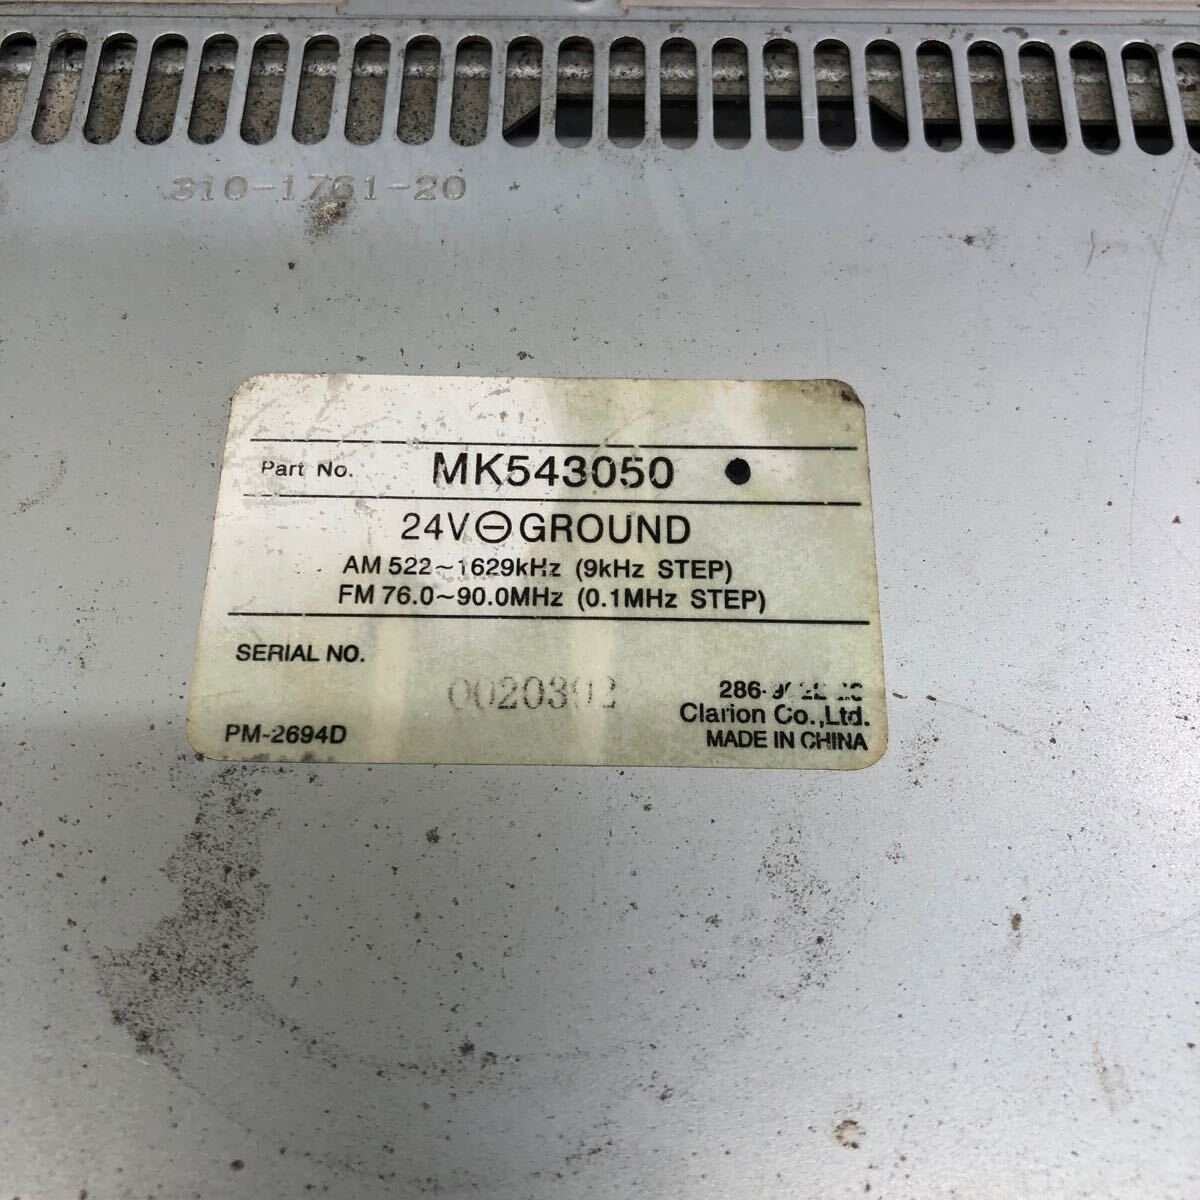 310-1761-20
Part No. MK543050
24V⊖GROUND
AM 522~1629kHz (9kHz STEP)
FM 76.0~90.0MHz (0.1MHz STEP)
SERIAL NO.
0020302
Clarion Co.,Ltd.
PM-2694D
MADE IN CHINA